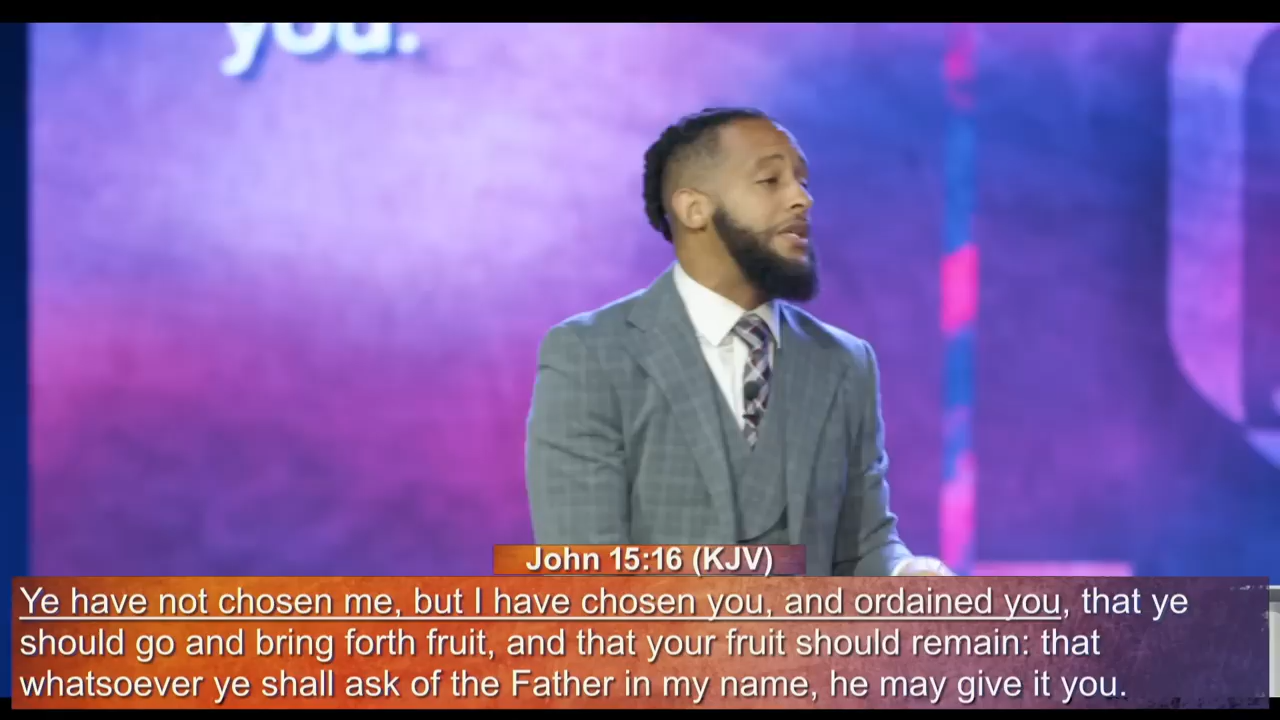 you.
John 15:16 (KJV)
Ye have not chosen me, but I have chosen you, and ordained you, that ye
should go and bring forth fruit, and that your fruit should remain: that
whatsoever ye shall ask of the Father in my name, he may give it you.